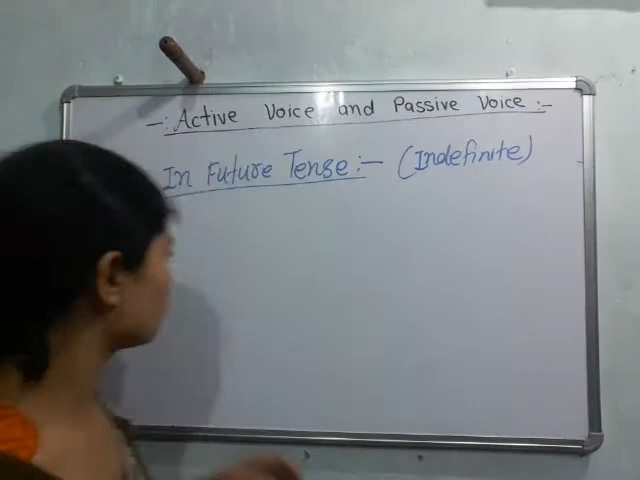 -: Active Voice and Passive Voice :-
In Future Tense :- (Indefinite)